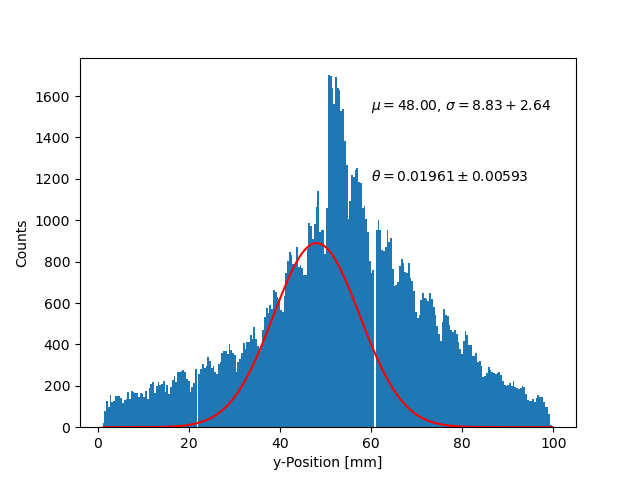 1600
1400
1200
1000
800
600
400
200
0
Counts
μ = 48.00, σ = 8.83 + 2.64
θ = 0.01961 ± 0.00593
0 20 40 60 80 100
y-Position [mm]